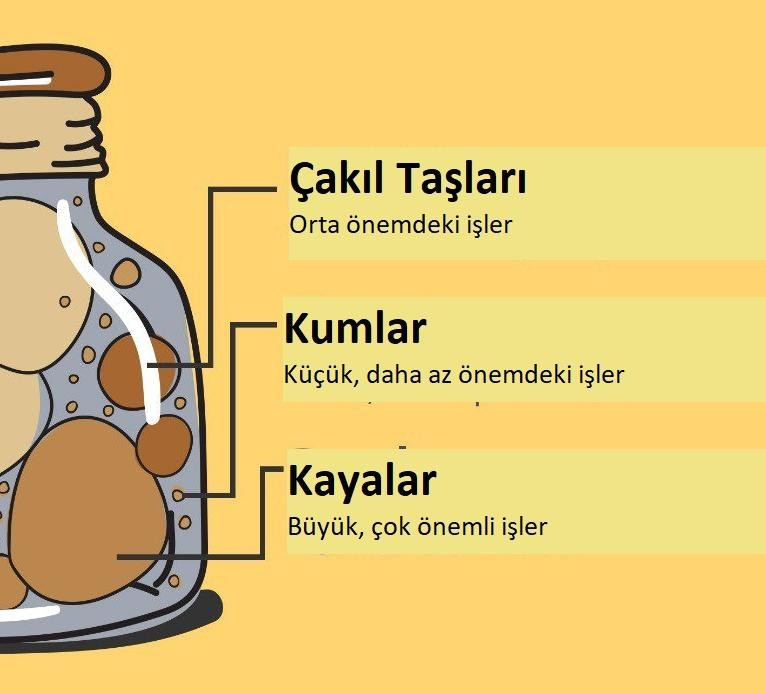 Çakıl Taşları
Orta önemdeki işler
Kumlar
Küçük, daha az önemdeki işler
Kayalar
Büyük, çok önemli işler